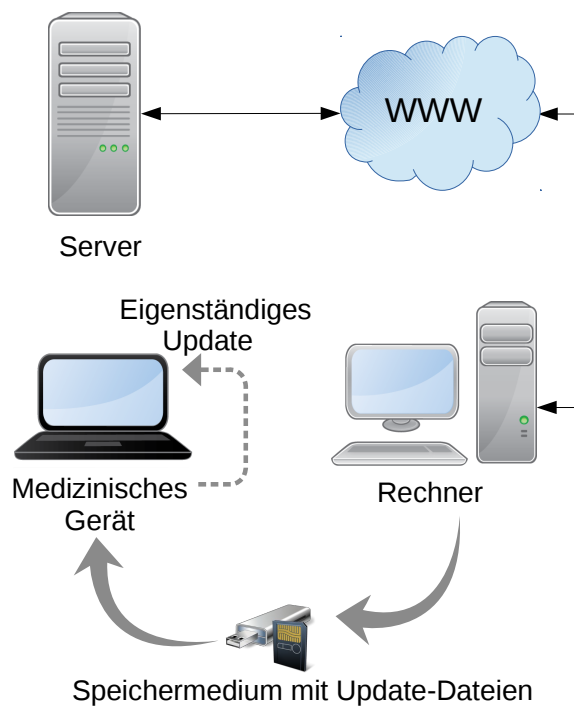 WWW
Server
Eigenständiges
Update
Medizinisches
Gerät
Rechner
Speichermedium mit Update-Dateien